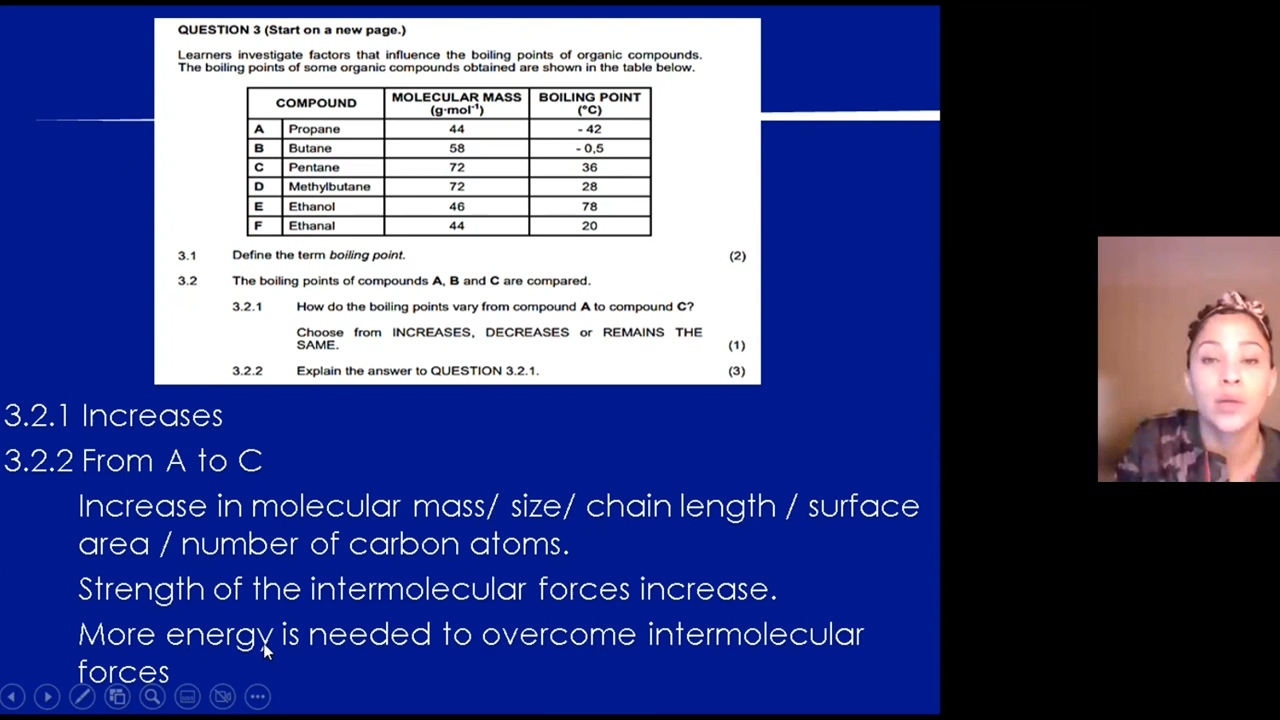 QUESTION 3 (Start on a new page.)
Learners investigate factors that influence the boiling points of organic compounds.
The boiling points of some organic compounds obtained are shown in the table below.
COMPOUND MOLECULAR MASS (g·mol⁻¹) BOILING POINT (°C)
A Propane 44 - 42
B Butane 58 - 0,5
C Pentane 72 36
D Methylbutane 72 28
E Ethanol 46 78
F Ethanal 44 20
3.1 Define the term boiling point. (2)
3.2 The boiling points of compounds A, B and C are compared.
3.2.1 How do the boiling points vary from compound A to compound C?
Choose from INCREASES, DECREASES or REMAINS THE
SAME. (1)
3.2.2 Explain the answer to QUESTION 3.2.1. (3)
3.2.1 Increases
3.2.2 From A to C
Increase in molecular mass/ size/ chain length / surface
area / number of carbon atoms.
Strength of the intermolecular forces increase.
More energy is needed to overcome intermolecular
forces